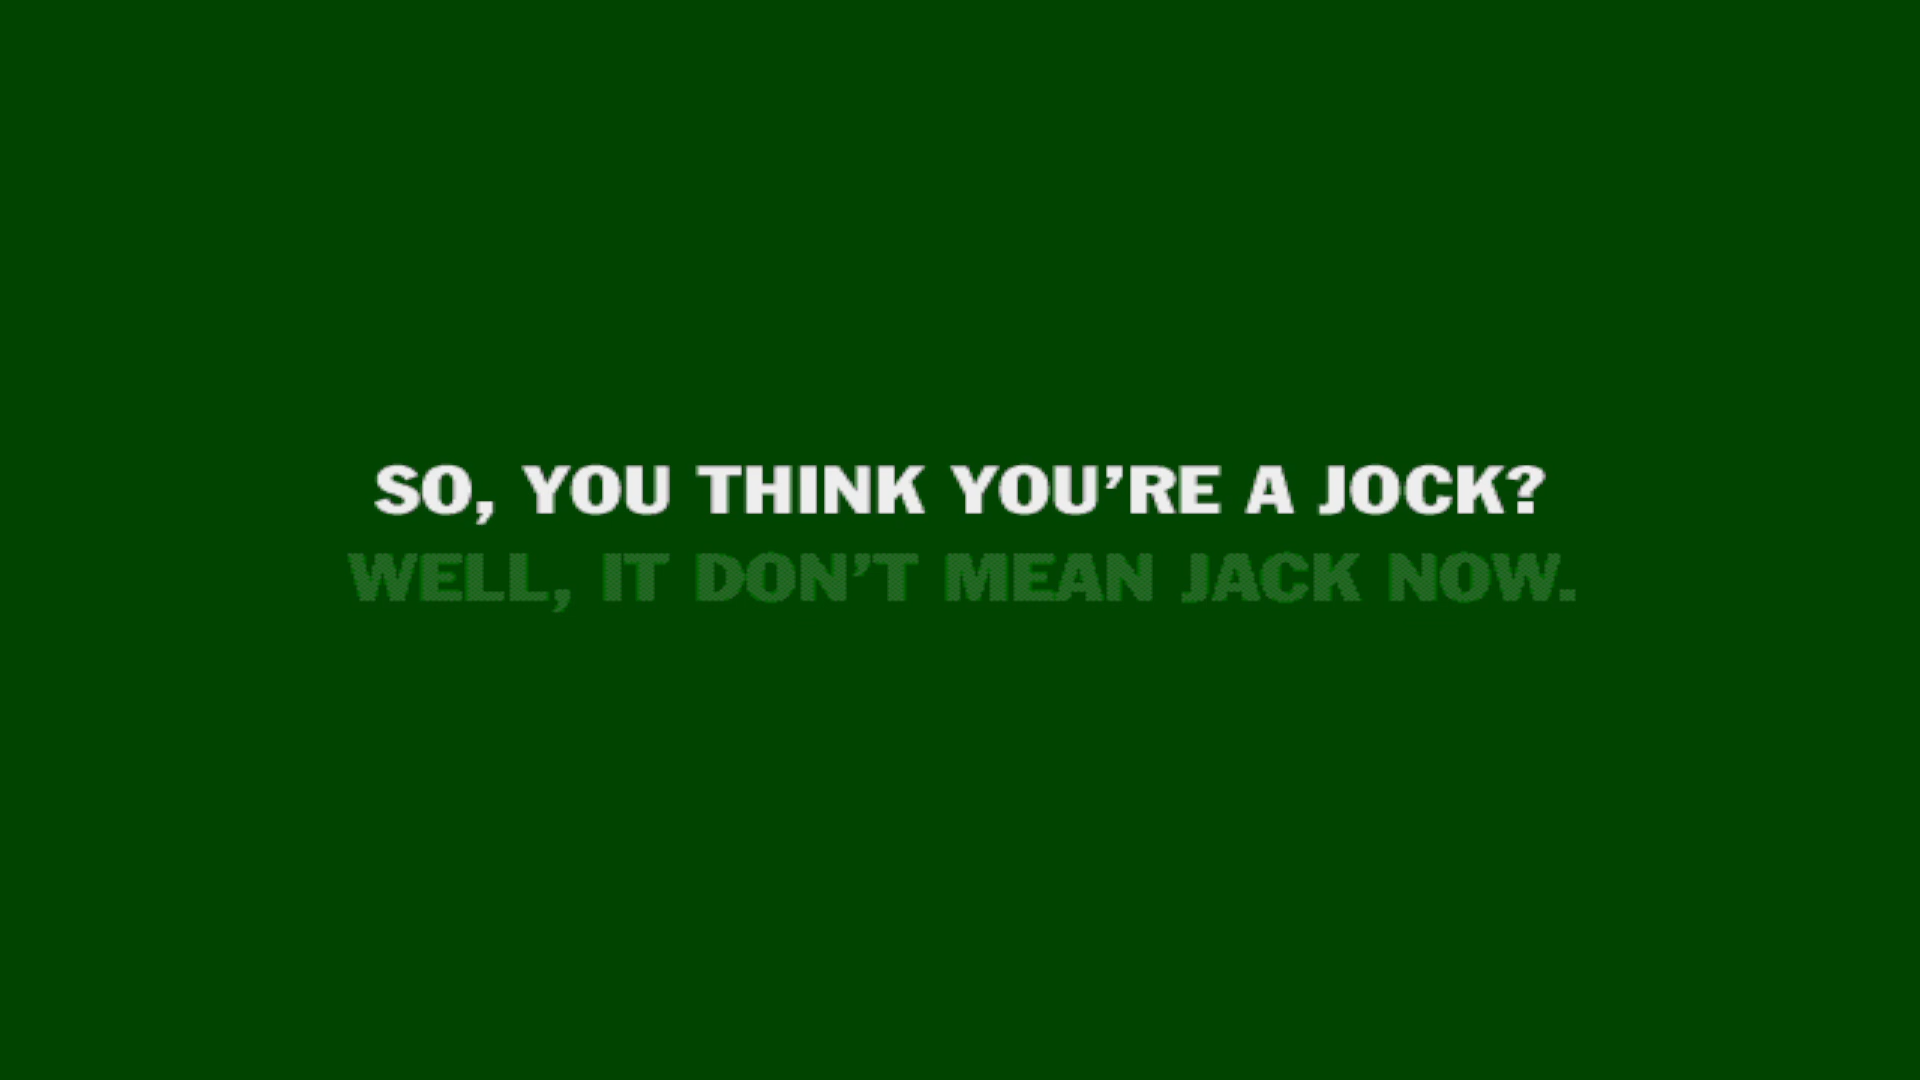 SO, YOU THINK YOU’RE A JOCK?
WELL, IT DON’T MEAN JACK NOW.